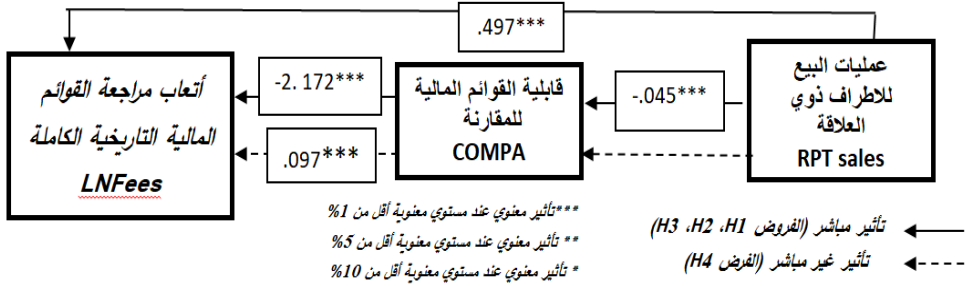 .497***
عمليات البيع
للاطراف ذوي
العلاقة
RPT sales
-.045***
قابلية القوائم المالية
للمقارنة
COMPA
-2. 172***
.097***
أتعاب مراجعة القوائم
المالية التاريخية الكاملة
LNFees
***تأثير معنوي عند مستوي معنوية أقل من 1%
** تأثير معنوي عند مستوي معنوية أقل من 5%
* تأثير معنوي عند مستوي معنوية أقل من 10%
تأثير مباشر (الفروض H1، H2، H3)
تأثير غير مباشر (الفرض H4)